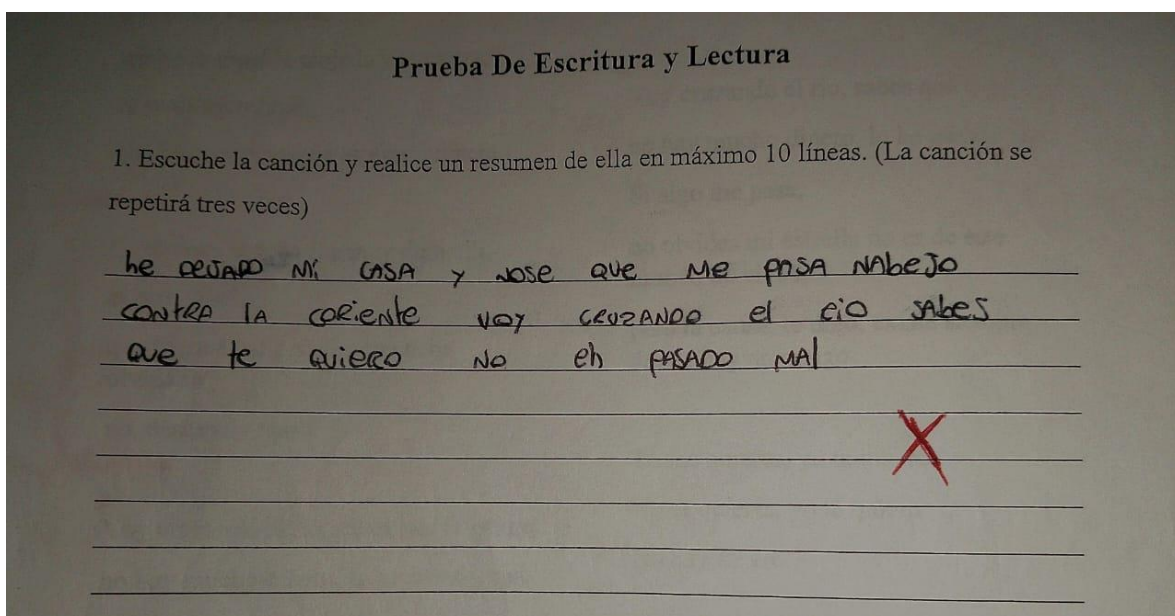 Prueba De Escritura y Lectura
1. Escuche la canción y realice un resumen de ella en máximo 10 líneas. (La canción se
repetirá tres veces)
he DEJADO Mi CASA y NOSE QUE Me PASA NAbeJO
CONTRA LA CORiente VOY CRUZANDO el RiO SAbeS
QUE te QUIERO NO eh PASADO MAl